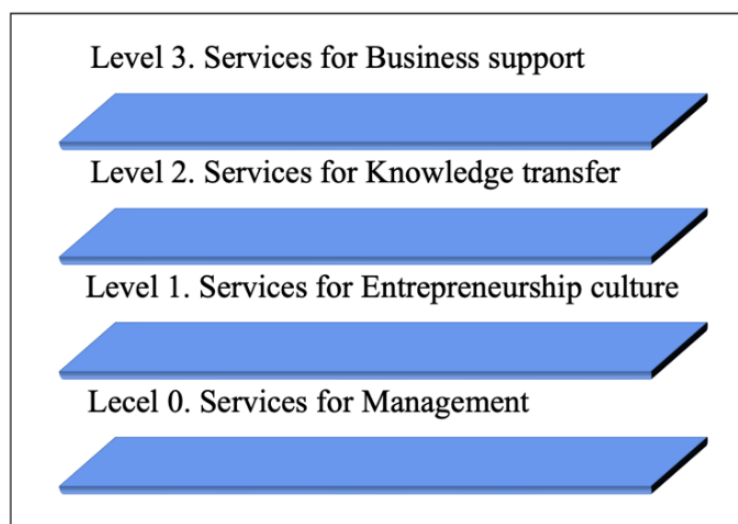 Level 3. Services for Business support
Level 2. Services for Knowledge transfer
Level 1. Services for Entrepreneurship culture
Lecel 0. Services for Management